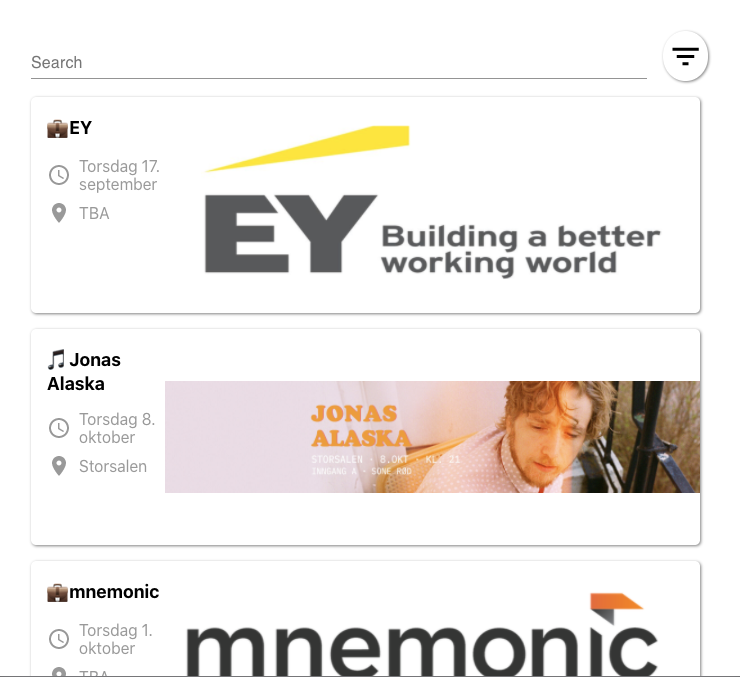 Search
💼EY
Torsdag 17.
september
TBA
EY Building a better
working world
🎵Jonas
Alaska
Torsdag 8.
oktober
Storsalen
JONAS
ALASKA
STORSALEN - 8.OKT - KL: 21
INNGANG A - SONE RØD
💼mnemonic
Torsdag 1.
oktober
TBA
mnemonic